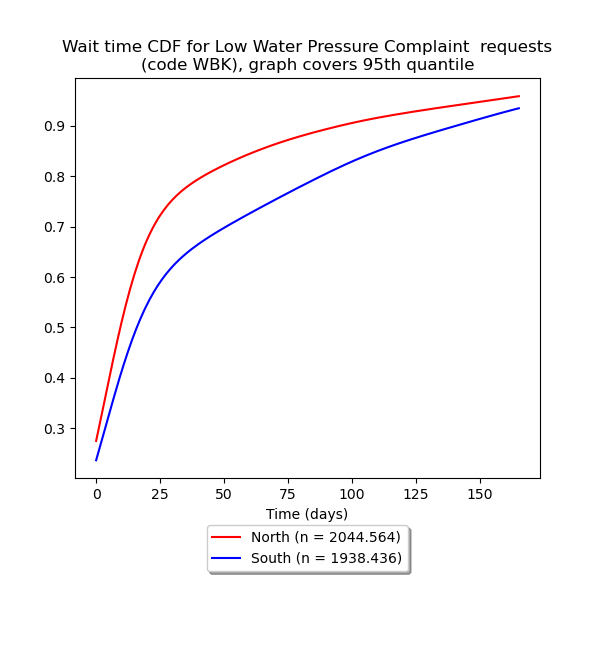 Wait time CDF for Low Water Pressure Complaint  requests
(code WBK), graph covers 95th quantile
0.9
0.8
0.7
0.6
0.5
0.4
0.3
0 25 50 75 100 125 150
Time (days)
North (n = 2044.564)
South (n = 1938.436)